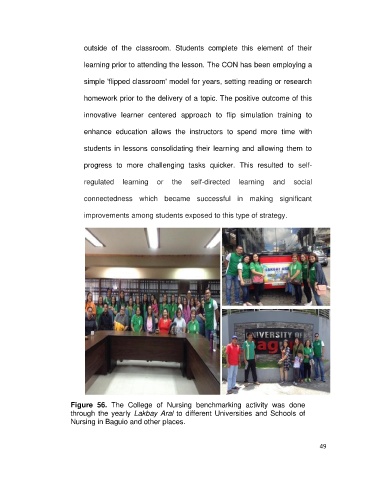 outside of the classroom. Students complete this element of their
learning prior to attending the lesson. The CON has been employing a
simple 'flipped classroom' model for years, setting reading or research
homework prior to the delivery of a topic. The positive outcome of this
innovative learner centered approach to flip simulation training to
enhance education allows the instructors to spend more time with
students in lessons consolidating their learning and allowing them to
progress to more challenging tasks quicker. This resulted to self-
regulated learning or the self-directed learning and social
connectedness which became successful in making significant
improvements among students exposed to this type of strategy.
LAKBAY ARAL
UNIVERSITY OF
Baguio
Figure 56. The College of Nursing benchmarking activity was done
through the yearly Lakbay Aral to different Universities and Schools of
Nursing in Baguio and other places.
49